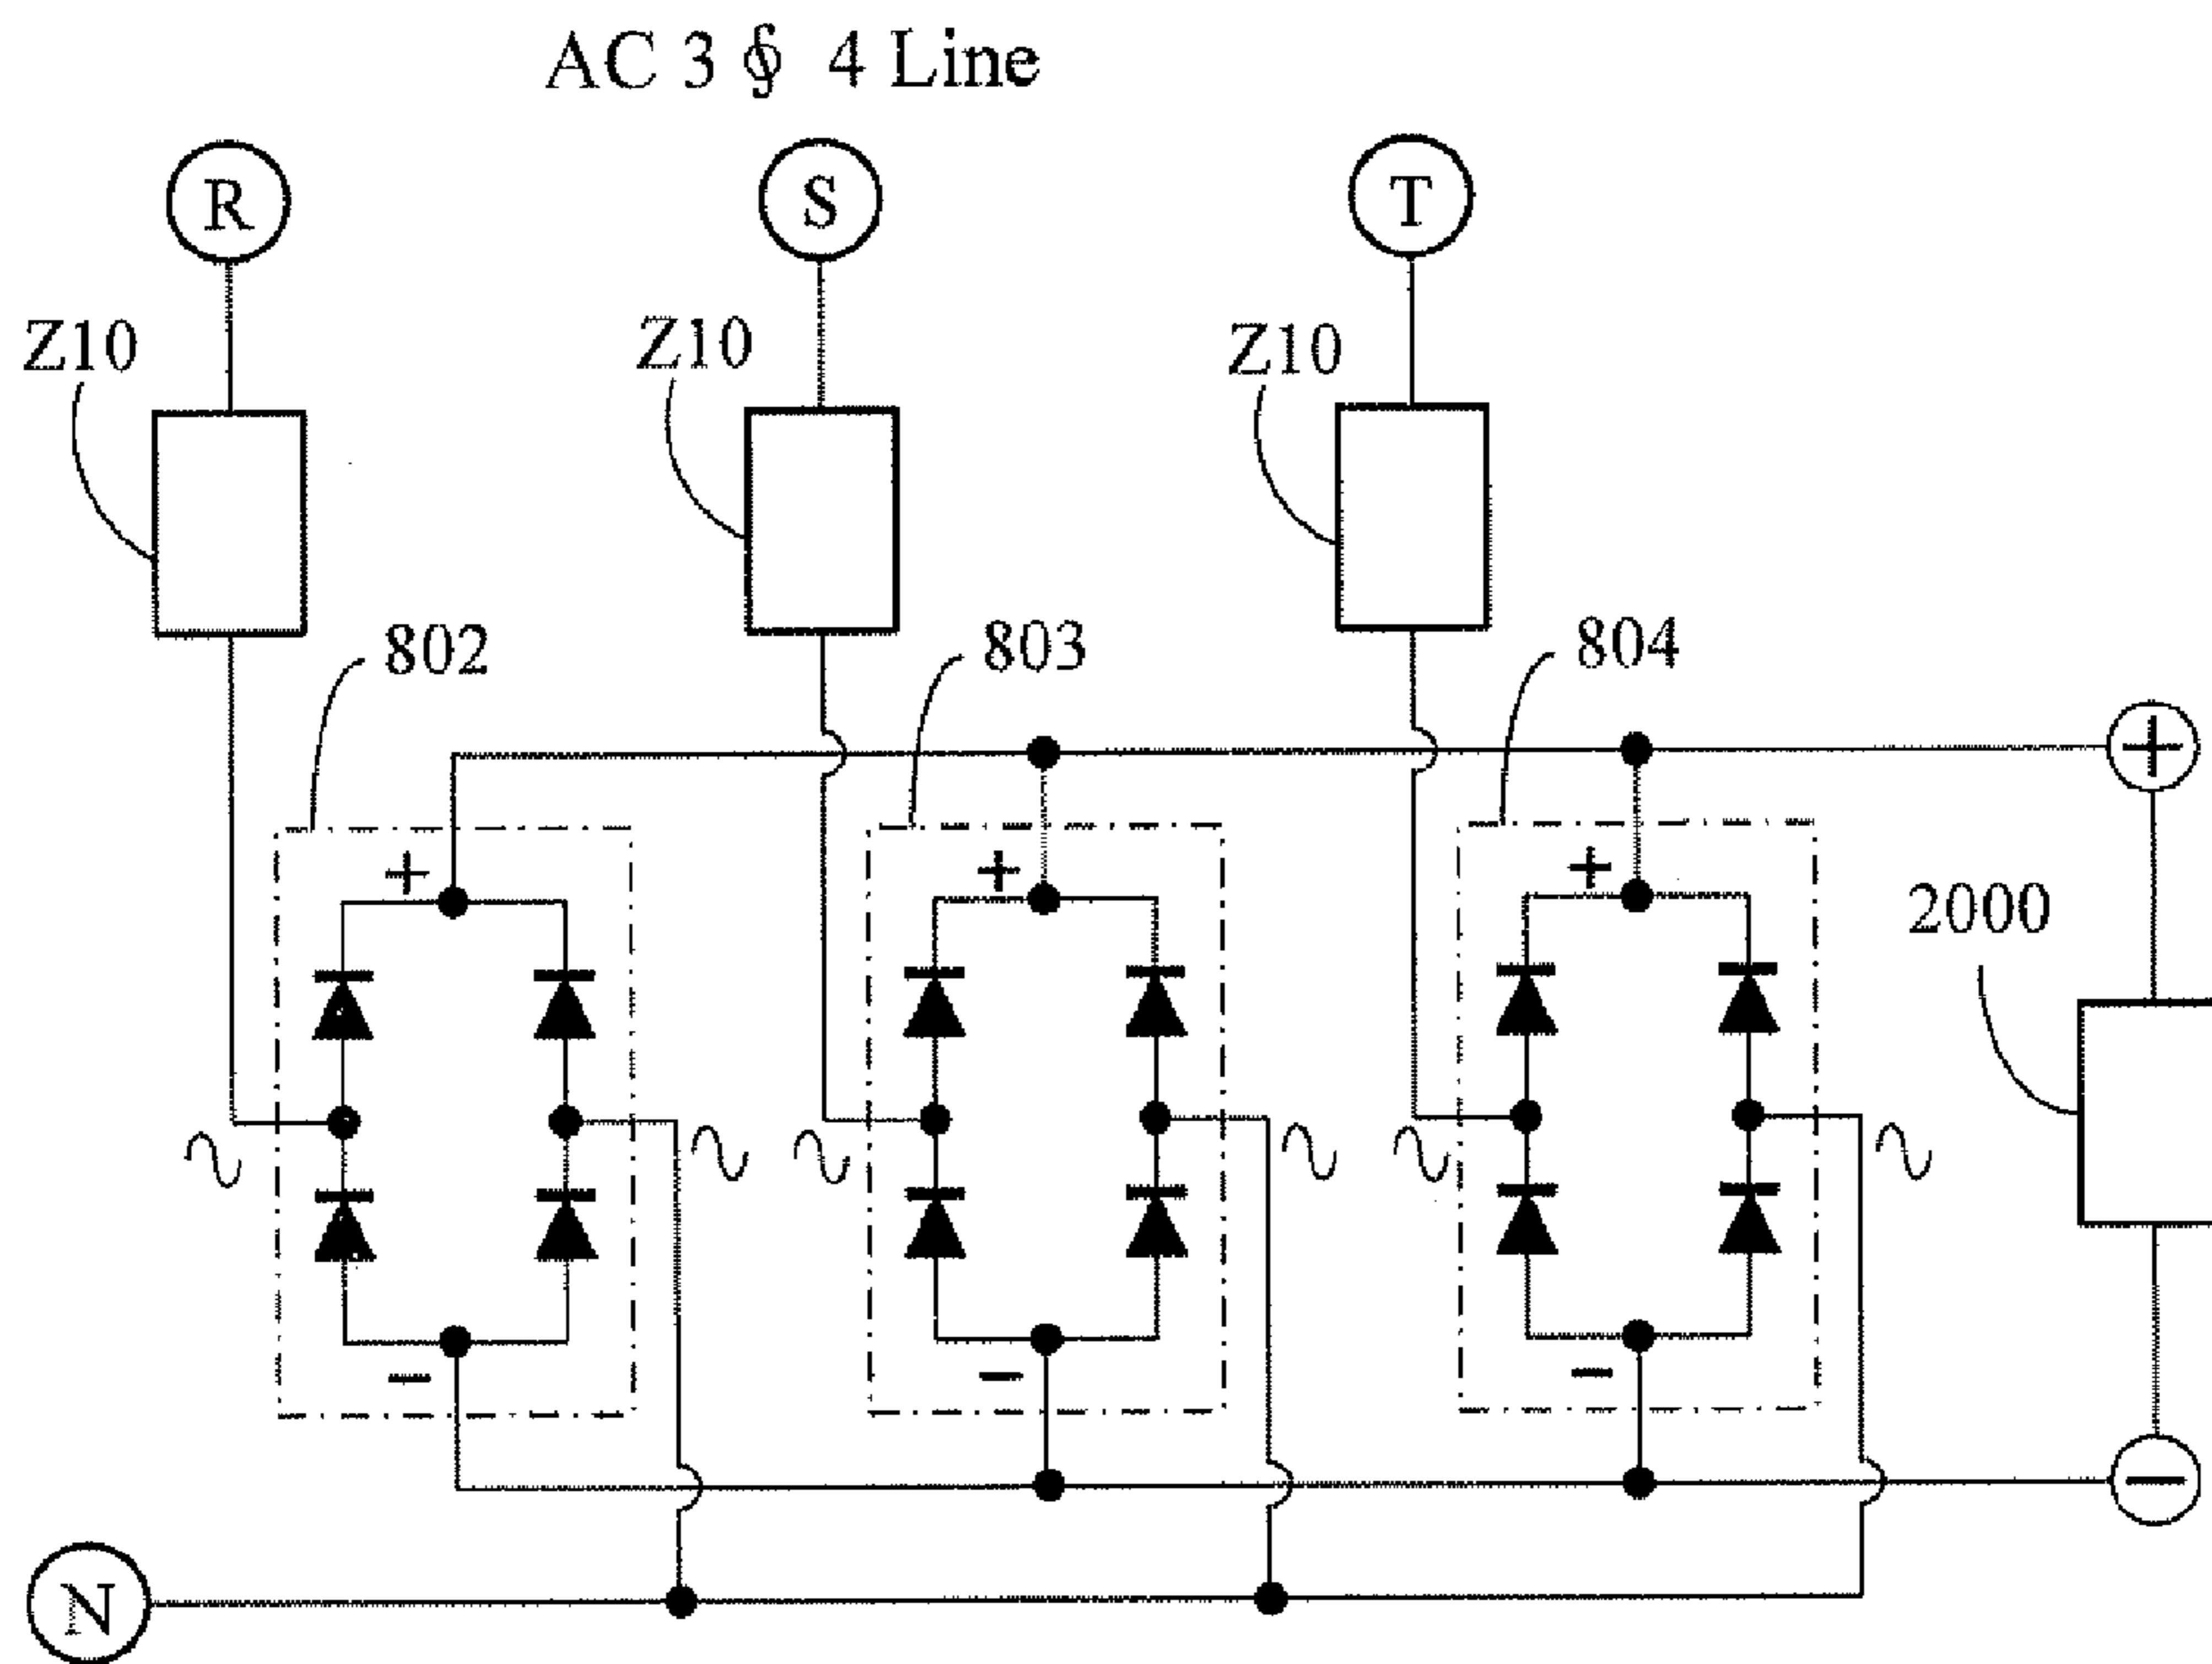 AC 3 ϕ 4 Line
R
S
T
Z10
Z10
Z10
802
803
804
+
+
+
+
2000
∿
∿
∿
∿
∿
∿
−
−
−
−
N